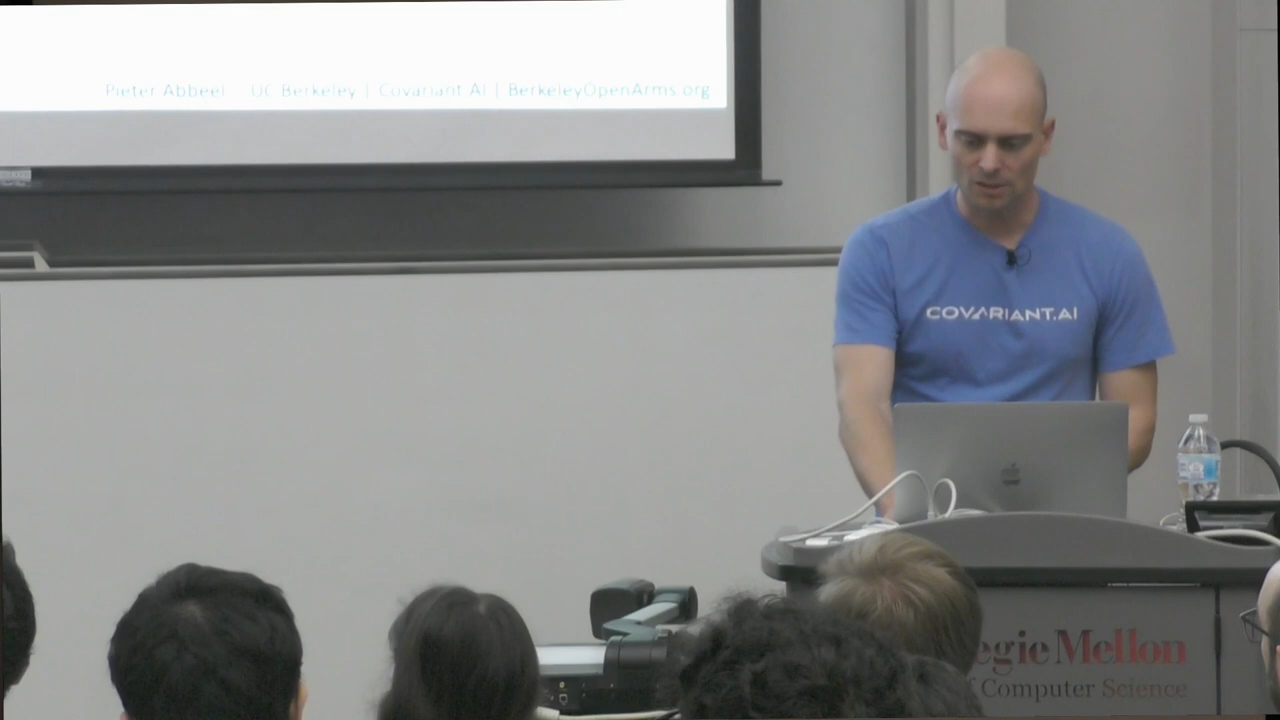 Pieter Abbeel UC Berkeley | Covariant AI | BerkeleyOpenArms.org
COVARIANT.AI
egie Mellon
f Computer Science